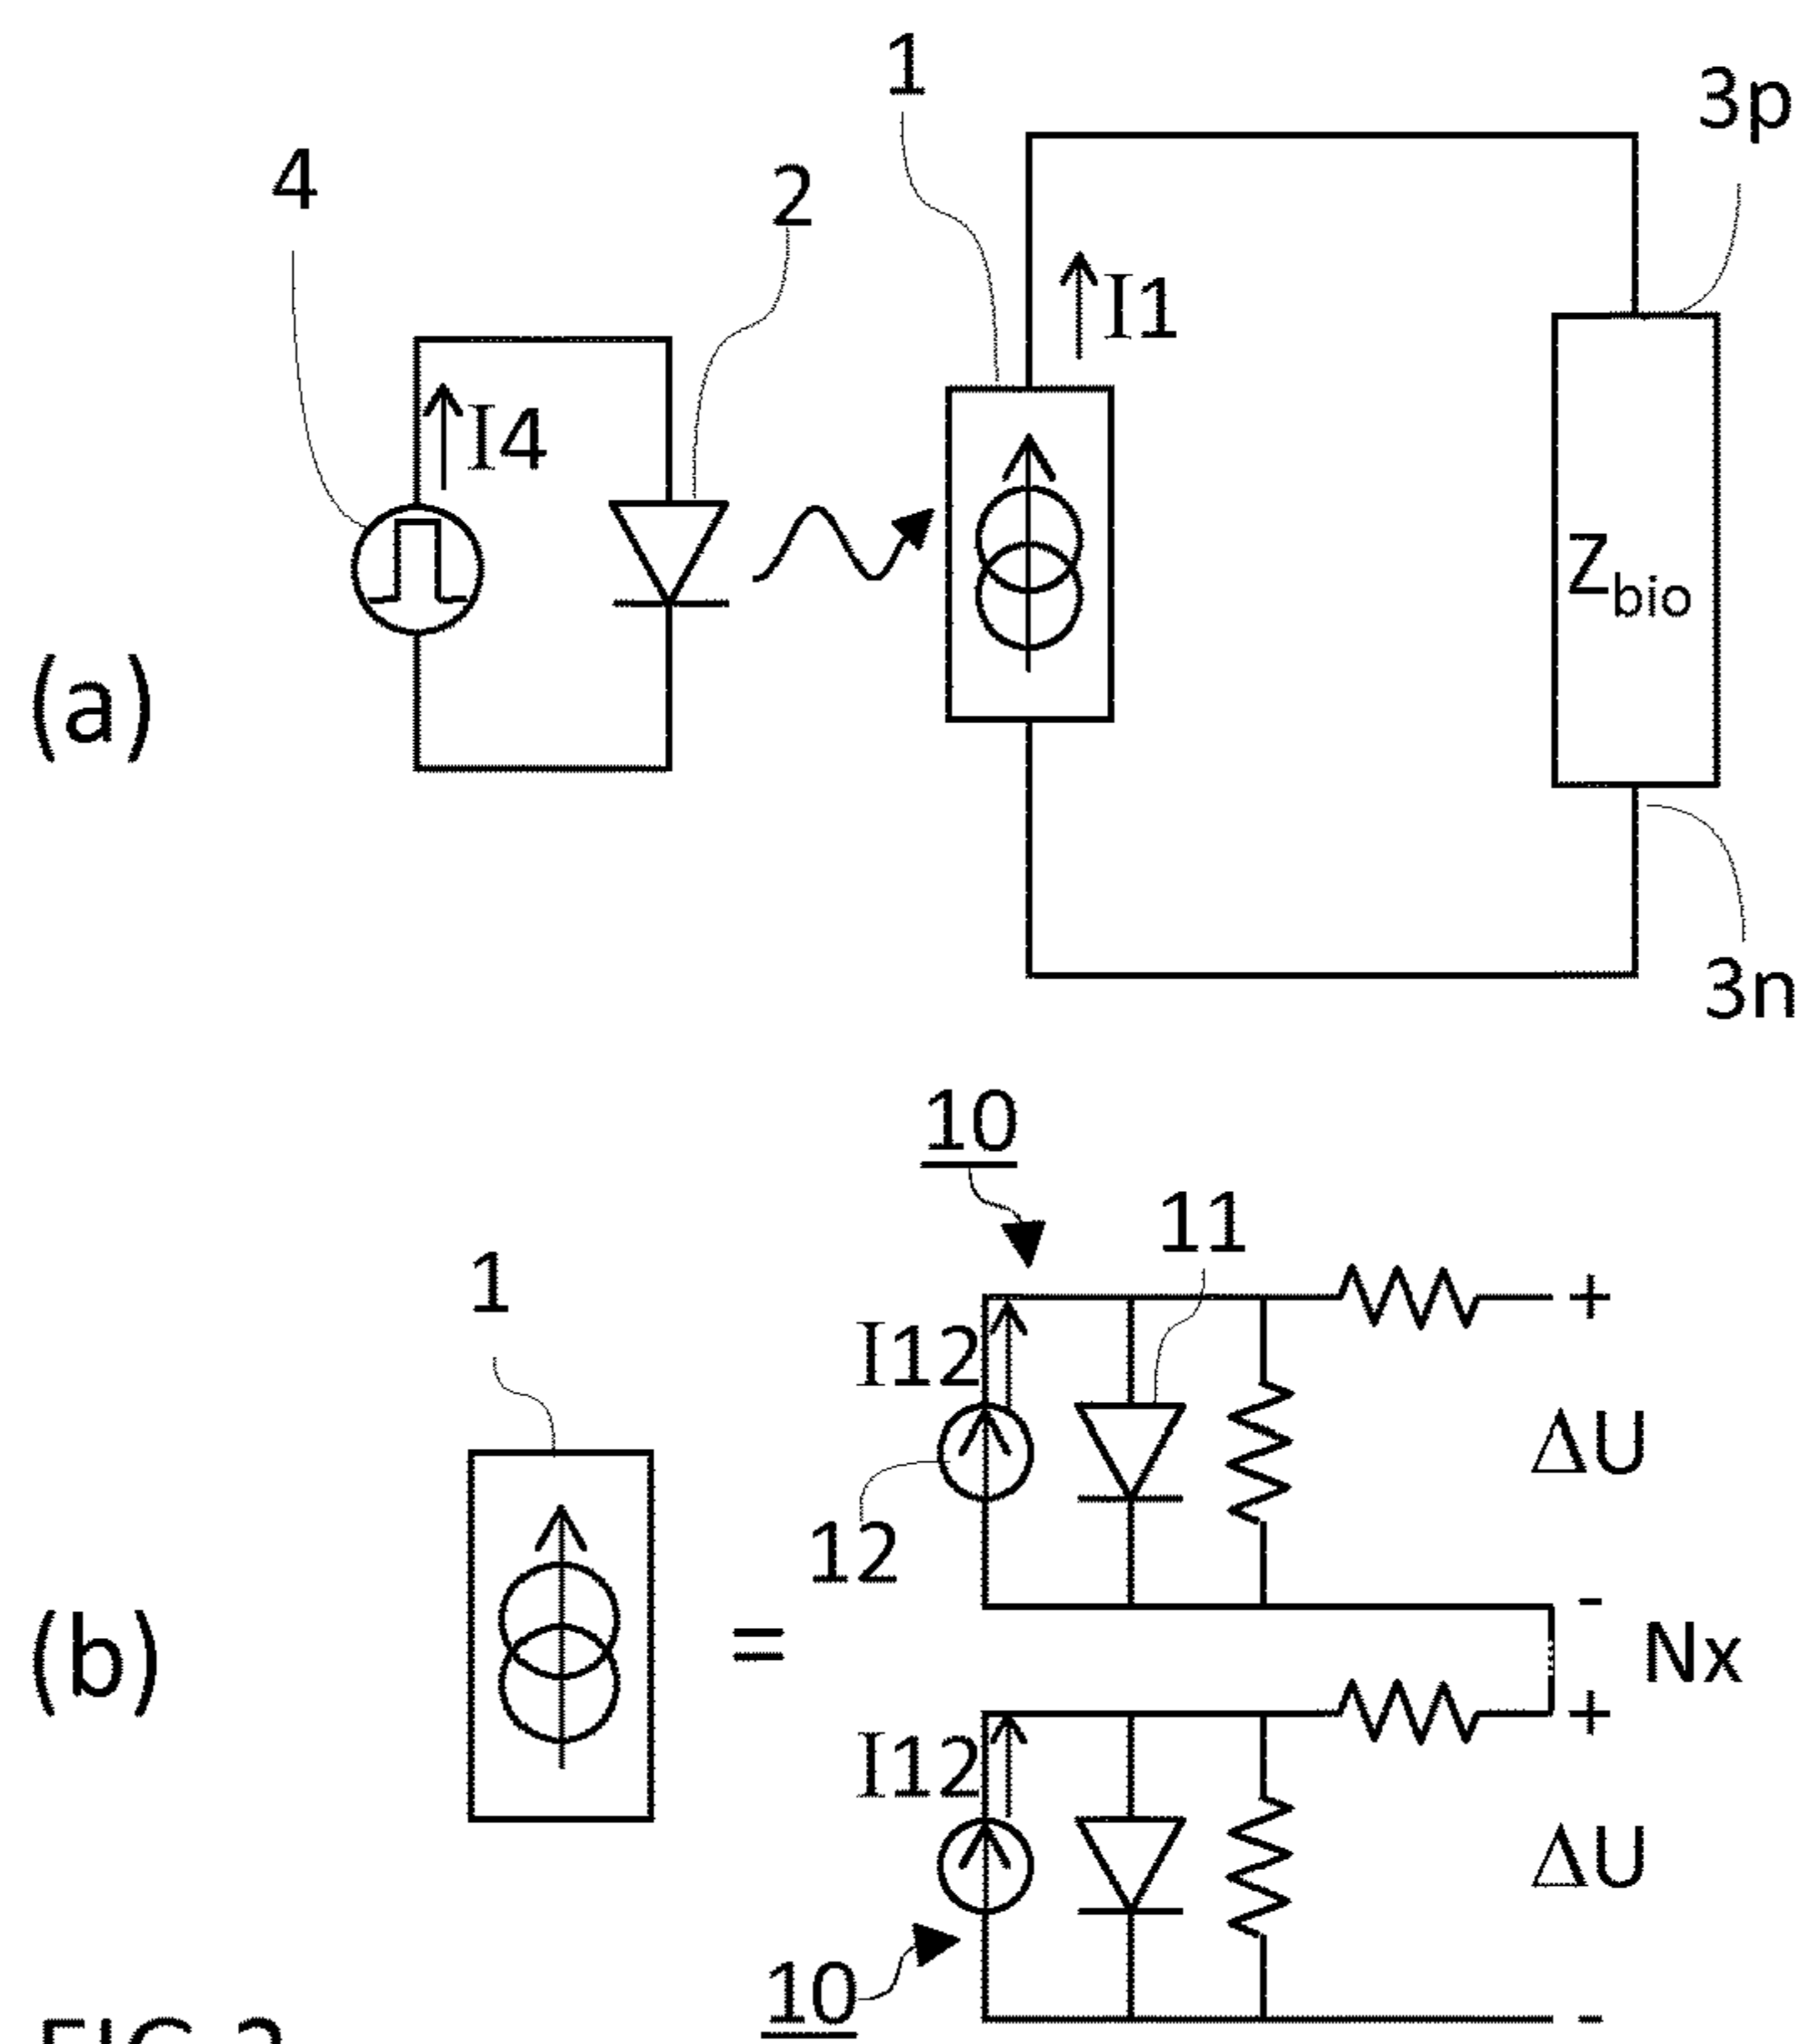 1
3p
4
2
I1
I4
Zbio
(a)
3n
10
11
1
+
I12
ΔU
12
-
(b)
=
Nx
+
I12
ΔU
10
-